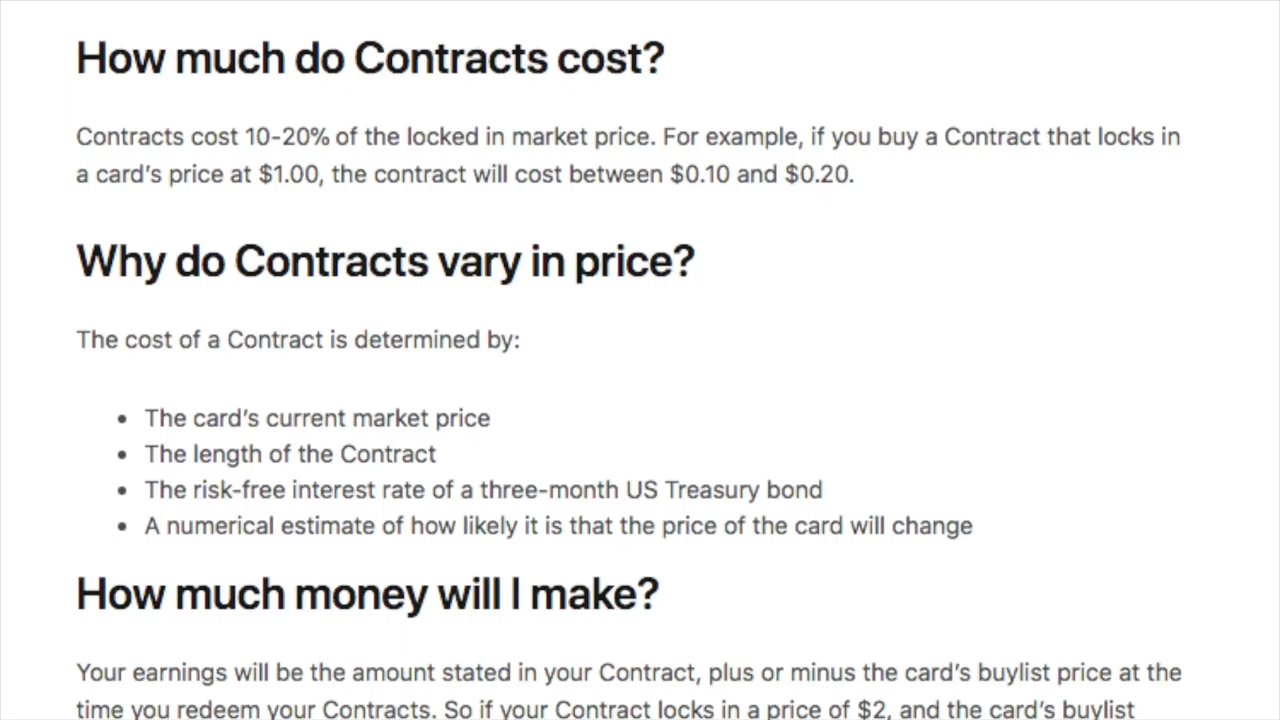 How much do Contracts cost?
Contracts cost 10-20% of the locked in market price. For example, if you buy a Contract that locks in
a card’s price at $1.00, the contract will cost between $0.10 and $0.20.
Why do Contracts vary in price?
The cost of a Contract is determined by:
• The card’s current market price
• The length of the Contract
• The risk-free interest rate of a three-month US Treasury bond
• A numerical estimate of how likely it is that the price of the card will change
How much money will I make?
Your earnings will be the amount stated in your Contract, plus or minus the card’s buylist price at the
time you redeem your Contracts. So if your Contract locks in a price of $2, and the card’s buylist